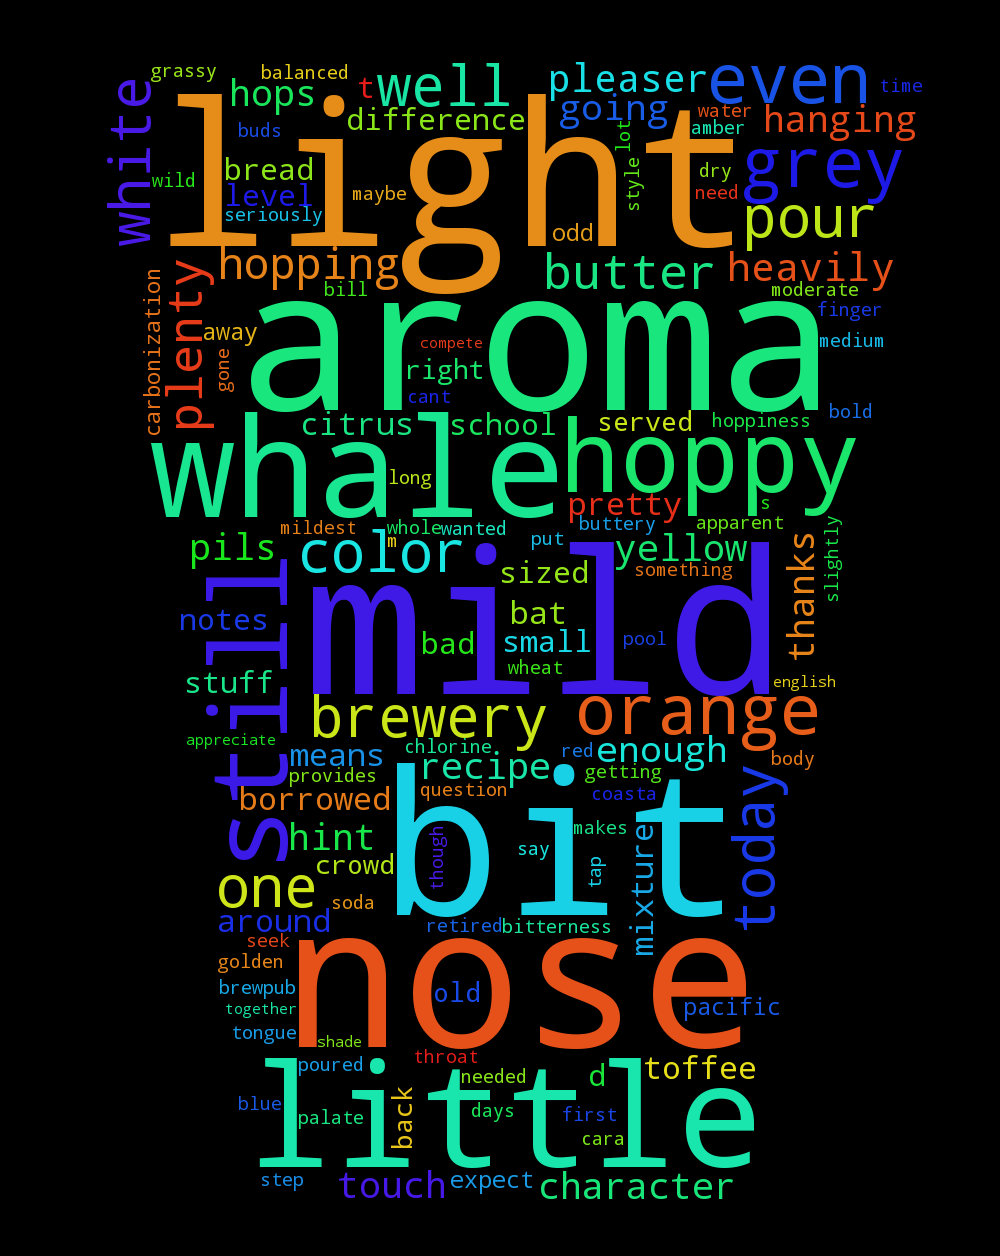 grassy
balanced
t
well
pleaser
even
time
white
hops
difference
going
water
amber
hanging
buds
light
lot
style
wild
bread
level
maybe
dry
need
grey
seriously
odd
pour
hopping
butter
heavily
carbonization
plenty
bill
moderate
finger
away
gone
aroma
compete
medium
right
cant
bold
citrus
school
served
hoppiness
whale
hoppy
long
pretty
s
mildest
whole
wanted
m
buttery
apparent
slightly
pils
color
put
yellow
thanks
sized
something
still
mild
notes
bat
bad
small
pool
wheat
stuff
english
brewery
orange
appreciate
means
chlorine
red
enough
body
provides
recipe
getting
today
borrowed
question
coasta
hint
bit
makes
mixture
though
say
tap
crowd
one
soda
around
retired
bitterness
seek
golden
nose
brewpub
old
pacific
together
tongue
shade
throat
poured
needed
d
toffee
blue
palate
back
days
first
little
cara
step
touch
expect
character